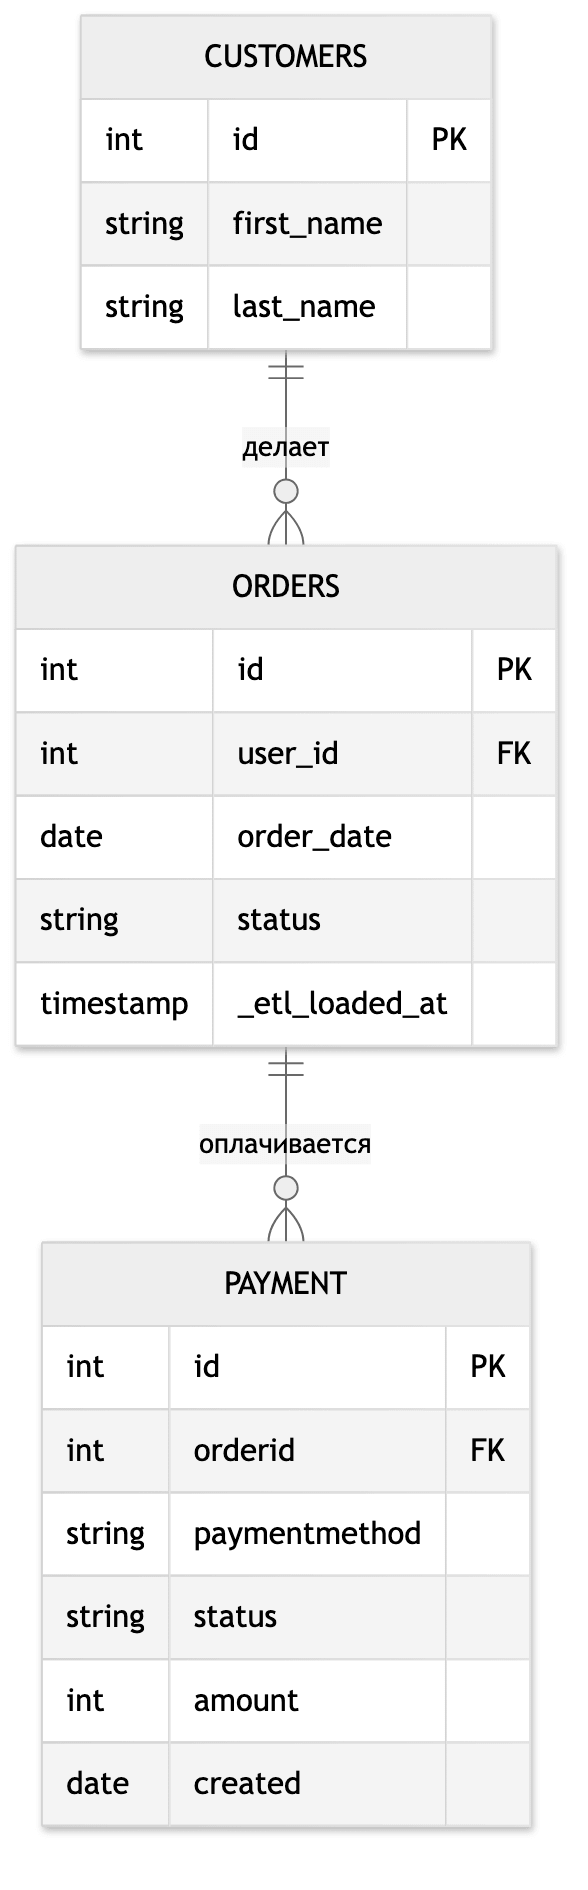 CUSTOMERS
int id PK
string first_name
string last_name
делает
ORDERS
int id PK
int user_id FK
date order_date
string status
timestamp _etl_loaded_at
оплачивается
PAYMENT
int id PK
int orderid FK
string paymentmethod
string status
int amount
date created